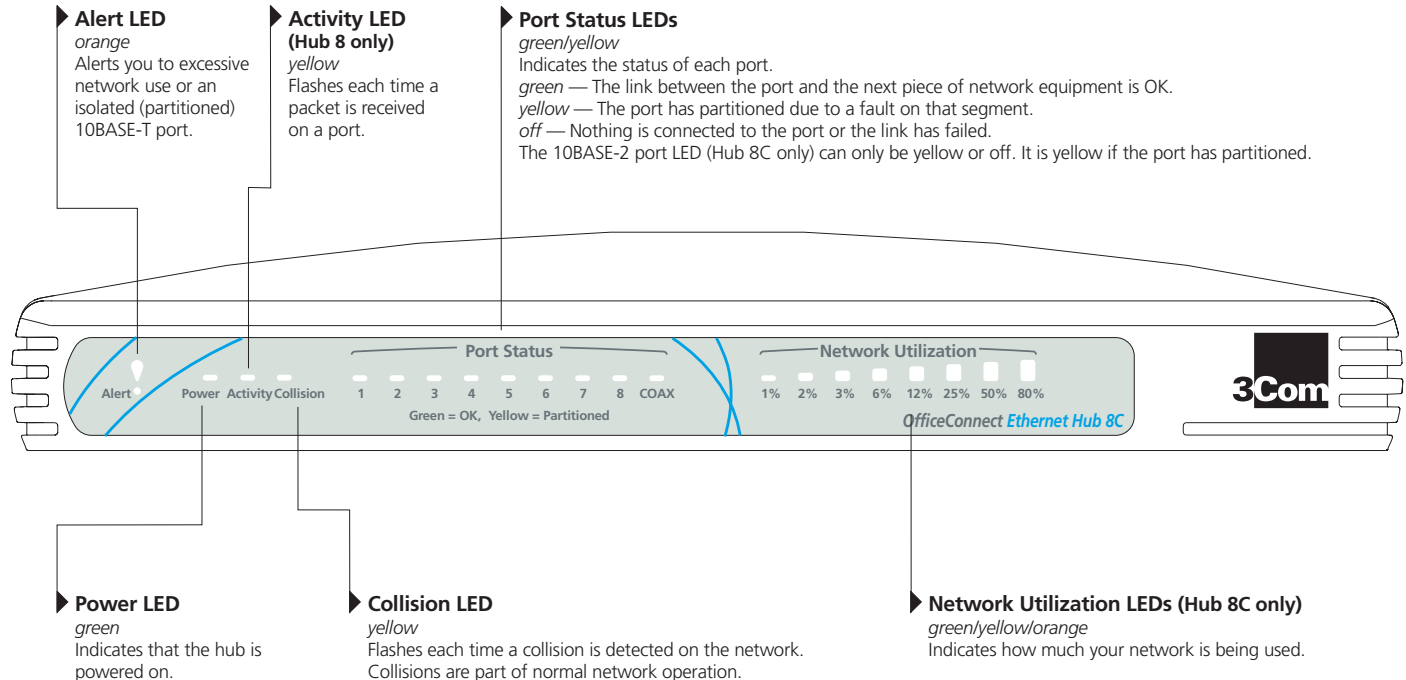 Alert LED
orange
Alerts you to excessive
network use or an
isolated (partitioned)
10BASE-T port.
Activity LED
(Hub 8 only)
yellow
Flashes each time a
packet is received
on a port.
Port Status LEDs
green/yellow
Indicates the status of each port.
green — The link between the port and the next piece of network equipment is OK.
yellow — The port has partitioned due to a fault on that segment.
off — Nothing is connected to the port or the link has failed.
The 10BASE-2 port LED (Hub 8C only) can only be yellow or off. It is yellow if the port has partitioned.
Port Status
Network Utilization
Alert Power Activity Collision 1 2 3 4 5 6 7 8 COAX 1% 2% 3% 6% 12% 25% 50% 80%
Green = OK, Yellow = Partitioned
OfficeConnect Ethernet Hub 8C
3Com
Power LED
green
Indicates that the hub is
powered on.
Collision LED
yellow
Flashes each time a collision is detected on the network.
Collisions are part of normal network operation.
Network Utilization LEDs (Hub 8C only)
green/yellow/orange
Indicates how much your network is being used.